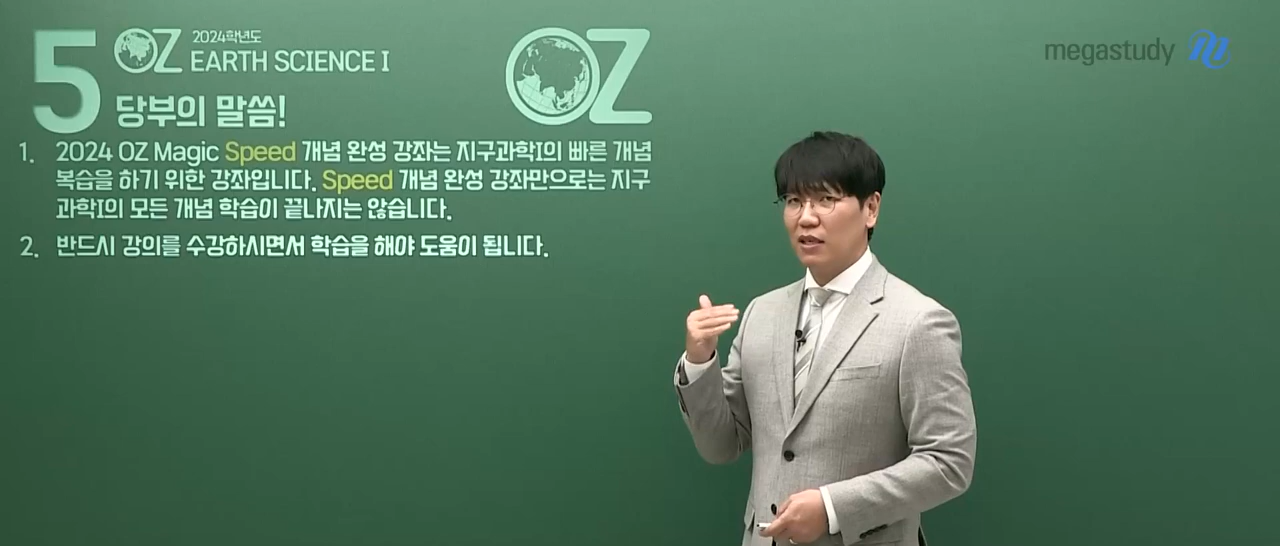 5
OZ 2024학년도
EARTH SCIENCE I
당부의 말씀!
OZ
megastudy
1. 2024 OZ Magic Speed 개념 완성 강좌는 지구과학I의 빠른 개념
복습을 하기 위한 강좌입니다. Speed 개념 완성 강좌만으로는 지구
과학I의 모든 개념 학습이 끝나지는 않습니다.
2. 반드시 강의를 수강하시면서 학습을 해야 도움이 됩니다.